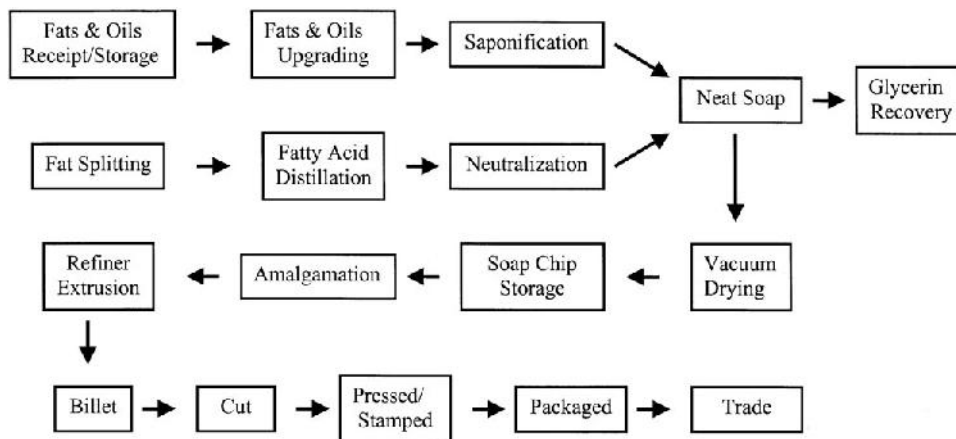 Fats & Oils
Receipt/Storage
Fats & Oils
Upgrading
Saponification
Neat Soap
Glycerin
Recovery
Fat Splitting
Fatty Acid
Distillation
Neutralization
Refiner
Extrusion
Amalgamation
Soap Chip
Storage
Vacuum
Drying
Billet
Cut
Pressed/
Stamped
Packaged
Trade